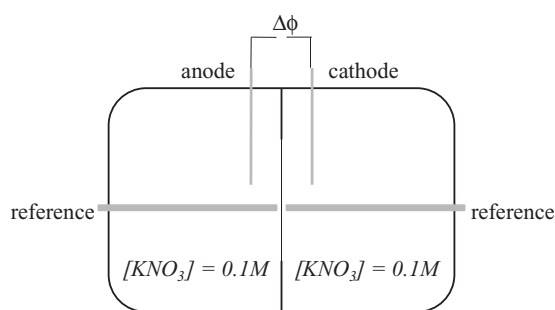 Δϕ
anode cathode
reference reference
[KNO₃] = 0.1M [KNO₃] = 0.1M